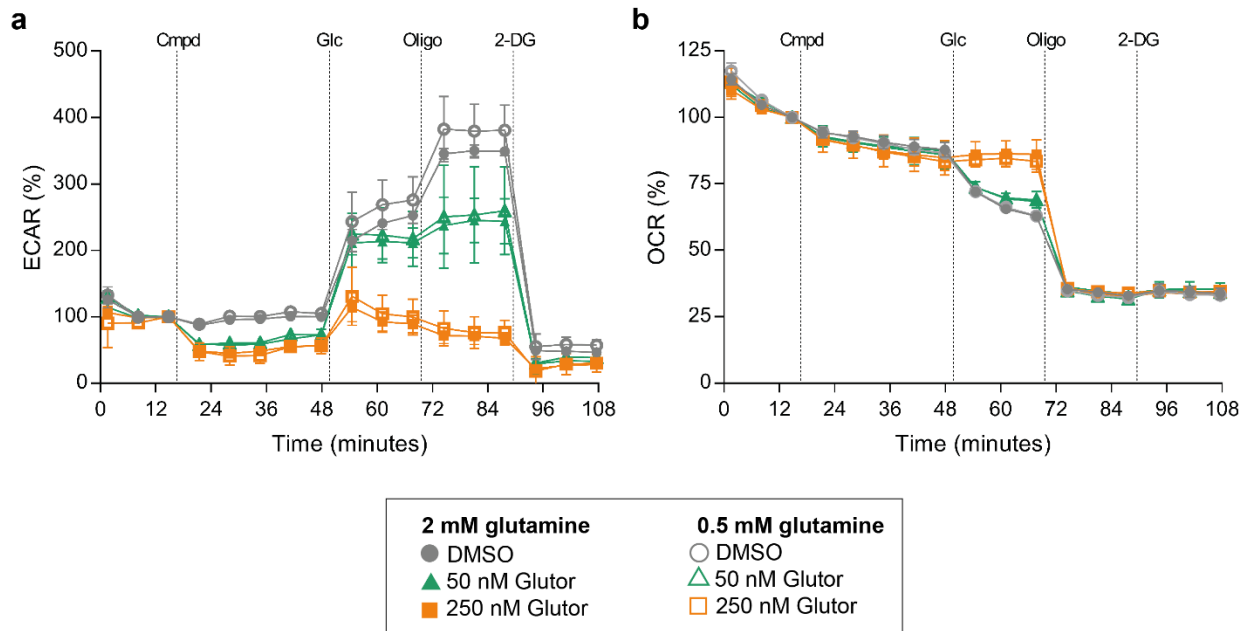 a
Cmpd Glc Oligo 2-DG
500
400
300
200
100
0
ECAR (%)
0 12 24 36 48 60 72 84 96 108
Time (minutes)
b
Cmpd Glc Oligo 2-DG
125
100
75
50
25
0
OCR (%)
0 12 24 36 48 60 72 84 96 108
Time (minutes)
2 mM glutamine
DMSO
50 nM Glutor
250 nM Glutor
0.5 mM glutamine
DMSO
50 nM Glutor
250 nM Glutor